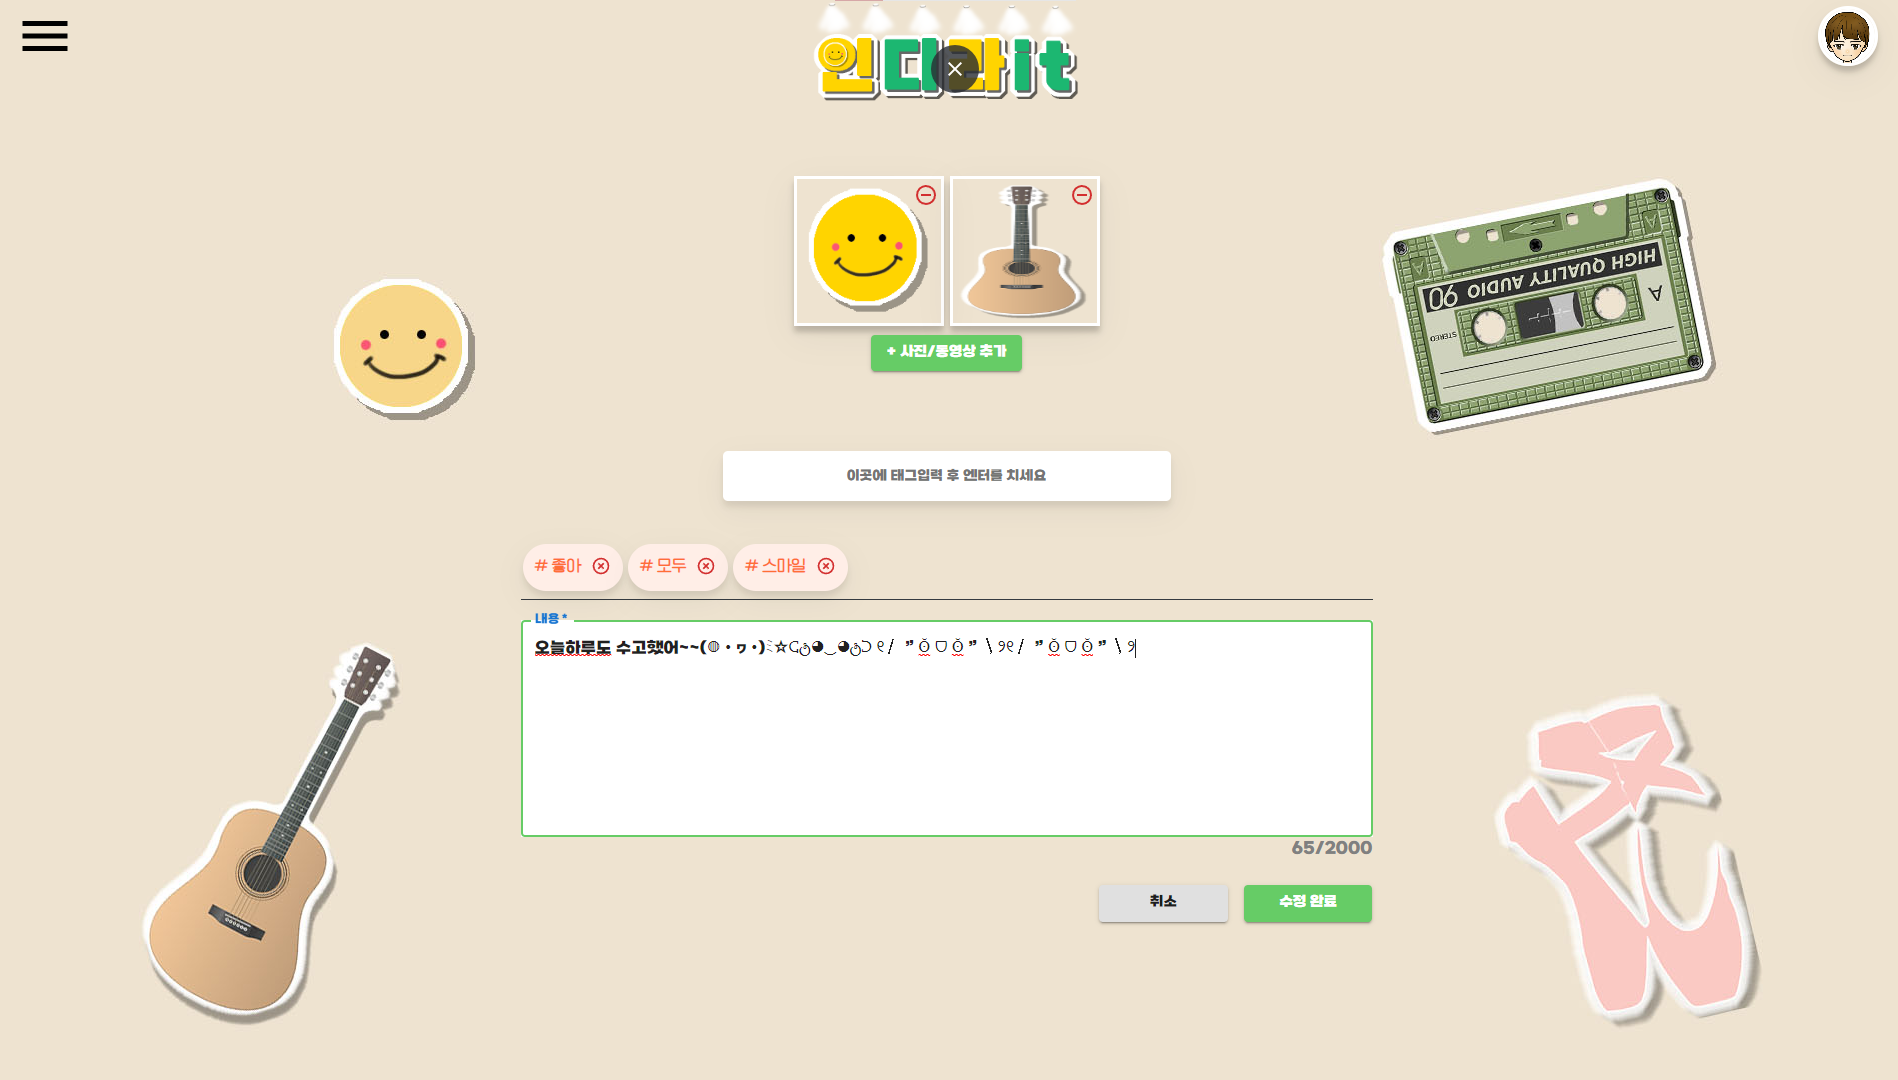 인디라it
HIGH QUALITY AUDIO 90
A
STEREO
+ 사진/동영상 추가
이곳에 태그입력 후 엔터를 치세요
# 좋아 # 모두 # 스마일
내용 *
오늘하루도 수고했어~~(◍•ㅂ•)
65/2000
취소 수정 완료